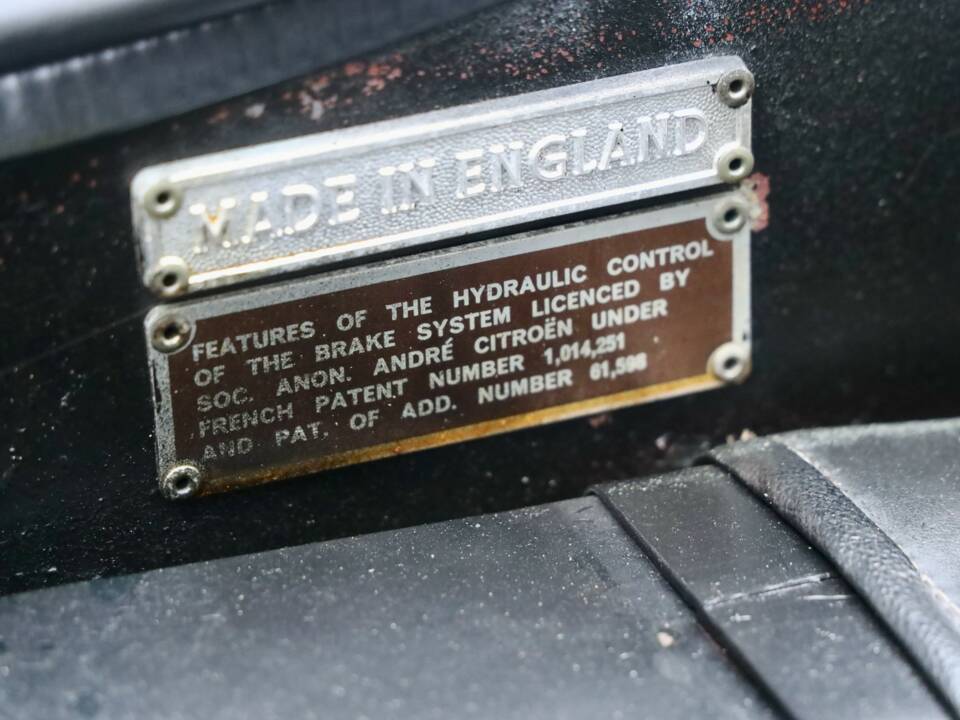 MADE IN ENGLAND
FEATURES OF THE HYDRAULIC CONTROL
OF THE BRAKE SYSTEM LICENCED BY
SOC. ANON. ANDRÉ CITROËN UNDER
FRENCH PATENT NUMBER 1,014,251
AND PAT. OF ADD. NUMBER 61,598